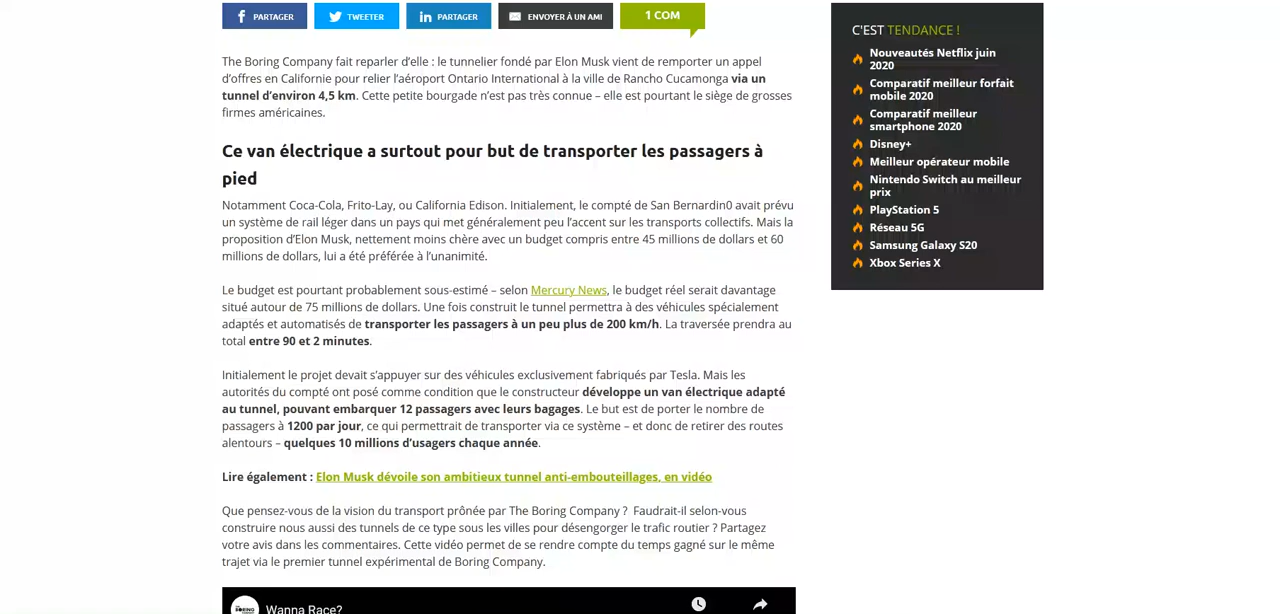 PARTAGER
TWEETER
PARTAGER
ENVOYER À UN AMI
1 COM
The Boring Company fait reparler d’elle : le tunnelier fondé par Elon Musk vient de remporter un appel
d’offres en Californie pour relier l’aéroport Ontario International à la ville de Rancho Cucamonga via un
tunnel d’environ 4,5 km. Cette petite bourgade n’est pas très connue – elle est pourtant le siège de grosses
firmes américaines.
Ce van électrique a surtout pour but de transporter les passagers à
pied
Notamment Coca-Cola, Frito-Lay, ou California Edison. Initialement, le compté de San Bernardin0 avait prévu
un système de rail léger dans un pays qui met généralement peu l’accent sur les transports collectifs. Mais la
proposition d’Elon Musk, nettement moins chère avec un budget compris entre 45 millions de dollars et 60
millions de dollars, lui a été préférée à l’unanimité.
Le budget est pourtant probablement sous-estimé – selon Mercury News, le budget réel serait davantage
situé autour de 75 millions de dollars. Une fois construit le tunnel permettra à des véhicules spécialement
adaptés et automatisés de transporter les passagers à un peu plus de 200 km/h. La traversée prendra au
total entre 90 et 2 minutes.
Initialement le projet devait s’appuyer sur des véhicules exclusivement fabriqués par Tesla. Mais les
autorités du compté ont posé comme condition que le constructeur développe un van électrique adapté
au tunnel, pouvant embarquer 12 passagers avec leurs bagages. Le but est de porter le nombre de
passagers à 1200 par jour, ce qui permettrait de transporter via ce système – et donc de retirer des routes
alentours – quelques 10 millions d’usagers chaque année.
Lire également : Elon Musk dévoile son ambitieux tunnel anti-embouteillages, en vidéo
Que pensez-vous de la vision du transport prônée par The Boring Company ?  Faudrait-il selon-vous
construire nous aussi des tunnels de ce type sous les villes pour désengorger le trafic routier ? Partagez
votre avis dans les commentaires. Cette vidéo permet de se rendre compte du temps gagné sur le même
trajet via le premier tunnel expérimental de Boring Company.
BORING
Wanna Race?
C'EST TENDANCE !
Nouveautés Netflix juin
2020
Comparatif meilleur forfait
mobile 2020
Comparatif meilleur
smartphone 2020
Disney+
Meilleur opérateur mobile
Nintendo Switch au meilleur
prix
PlayStation 5
Réseau 5G
Samsung Galaxy S20
Xbox Series X